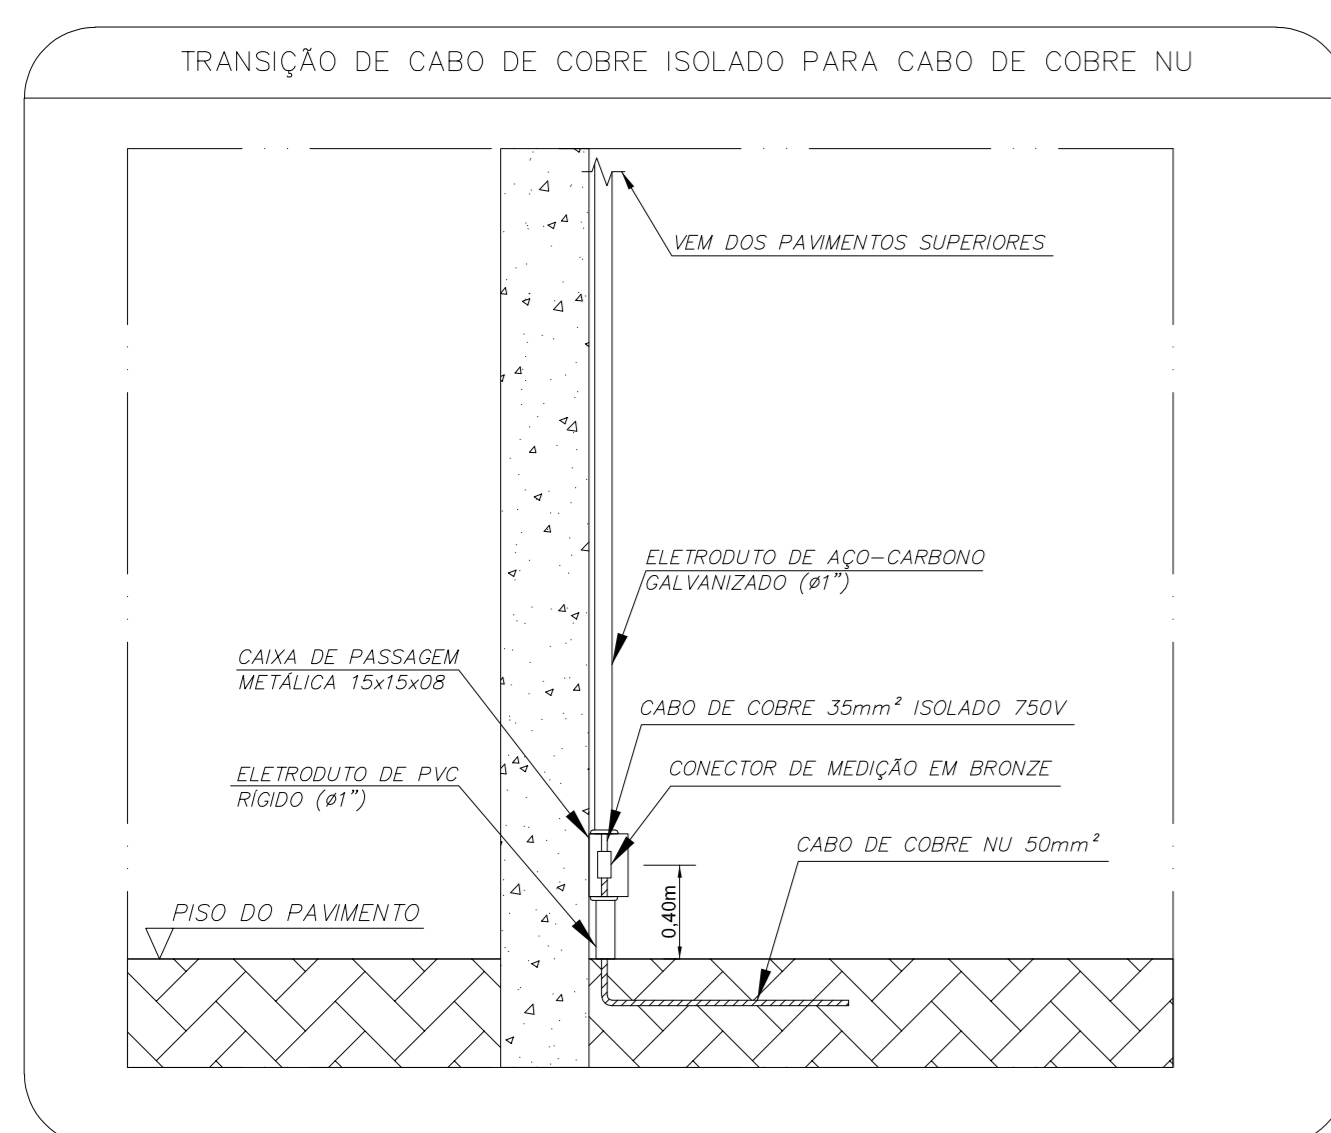 TRANSIÇÃO DE CABO DE COBRE ISOLADO PARA CABO DE COBRE NU
VEM DOS PAVIMENTOS SUPERIORES
ELETRODUTO DE AÇO-CARBONO
GALVANIZADO (ø1")
CAIXA DE PASSAGEM
METÁLICA 15x15x08
CABO DE COBRE 35mm² ISOLADO 750V
ELETRODUTO DE PVC
RÍGIDO (ø1")
CONECTOR DE MEDIÇÃO EM BRONZE
CABO DE COBRE NU 50mm²
0,40m
PISO DO PAVIMENTO